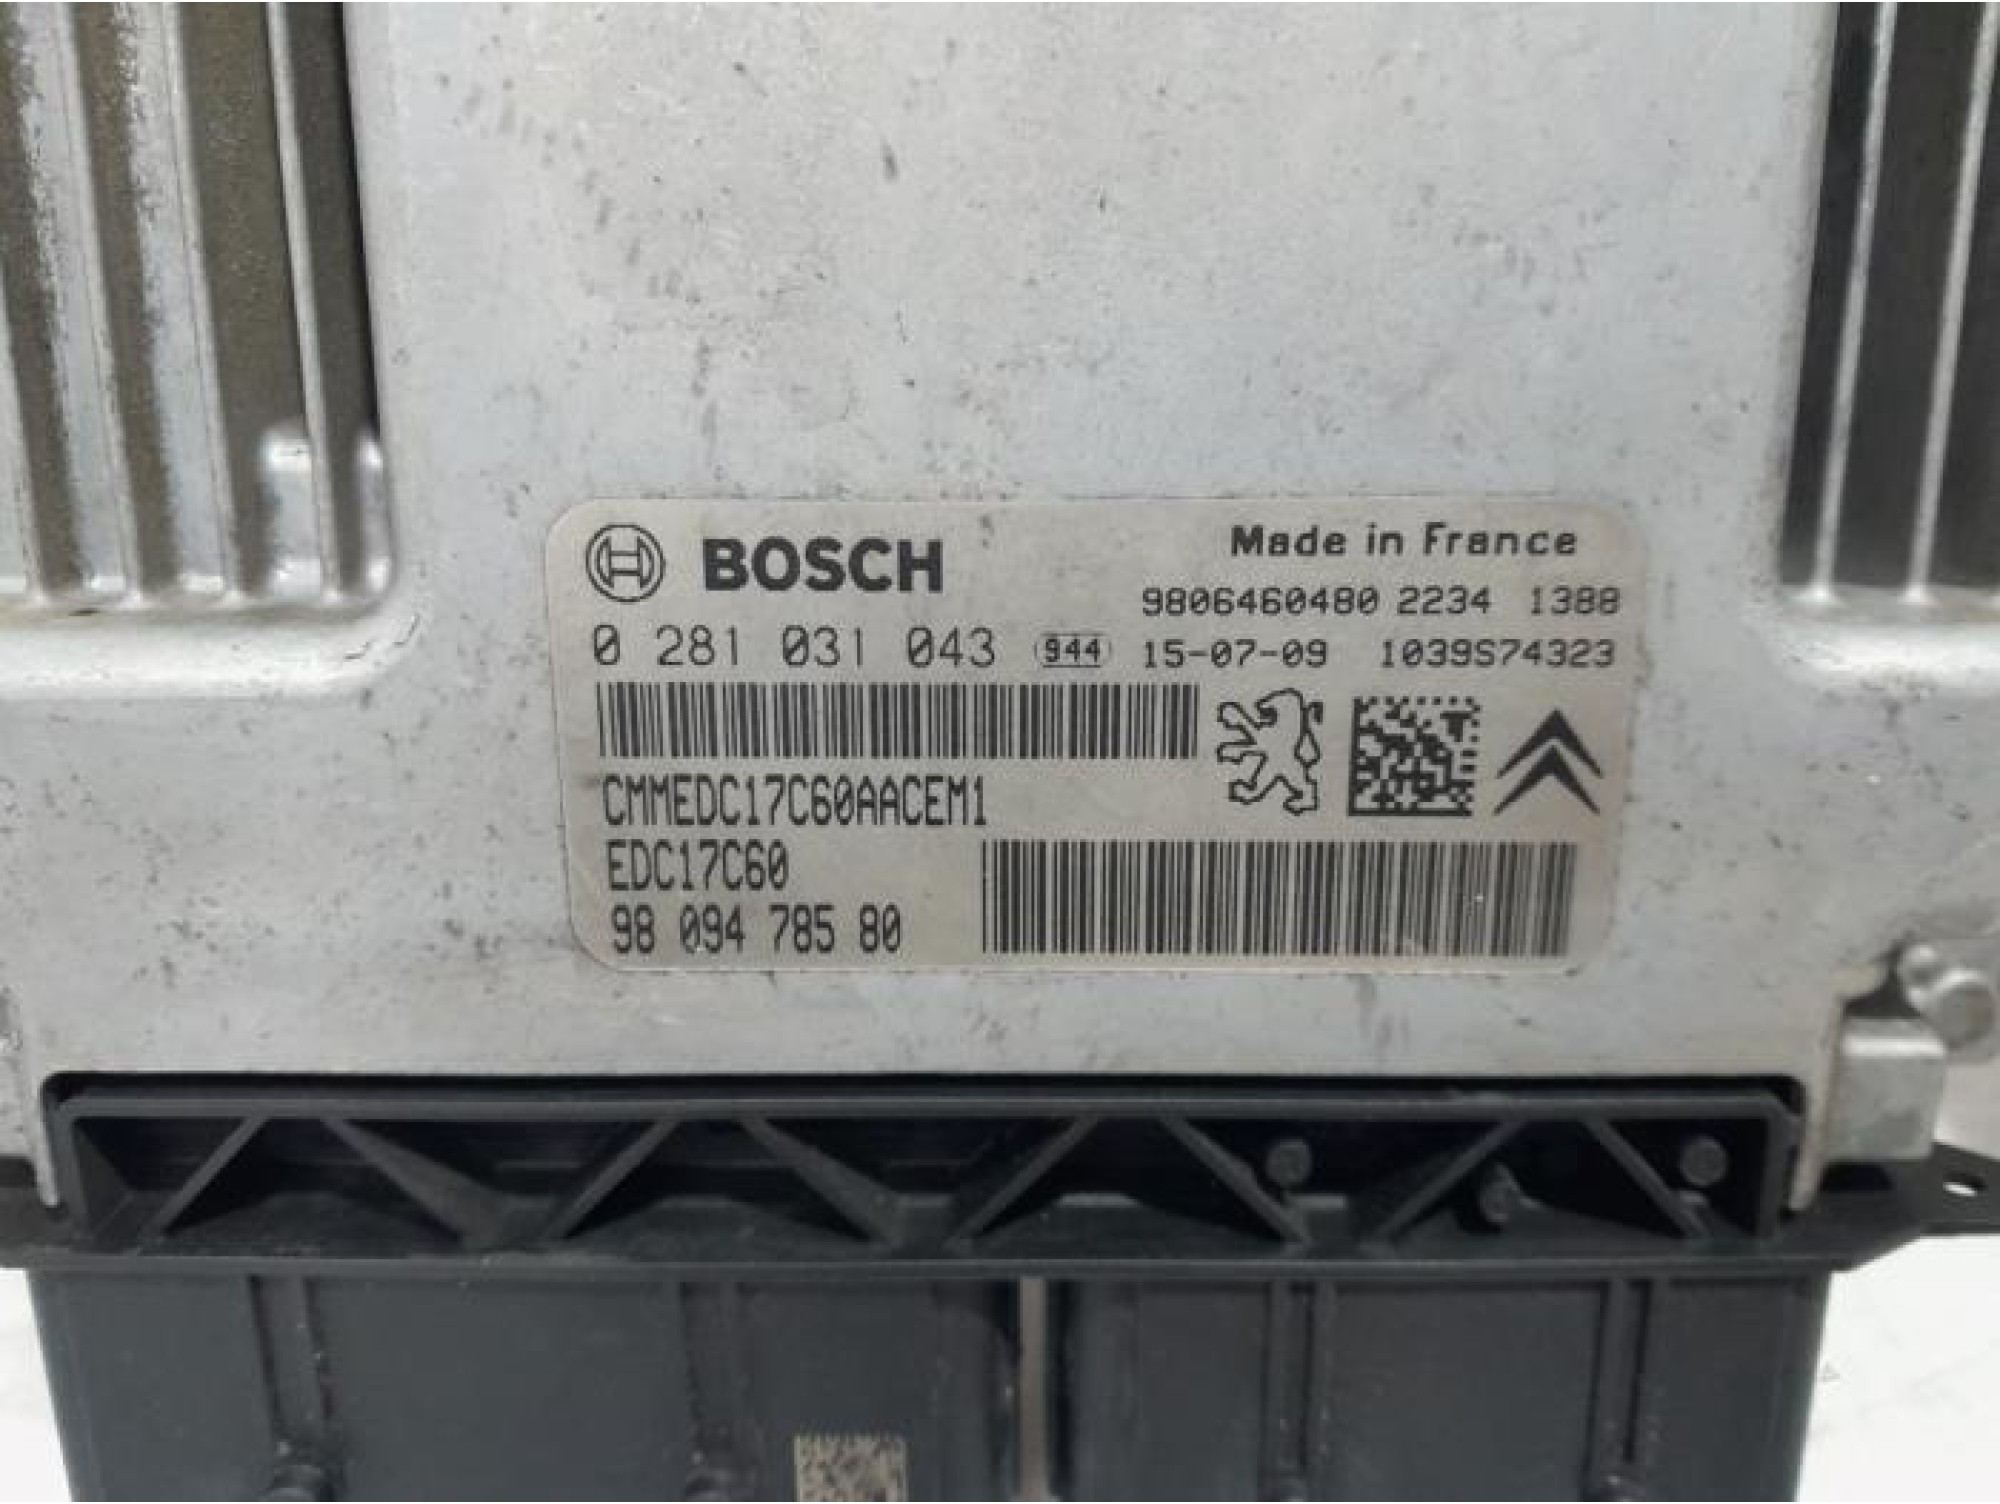 BOSCH
Made in France
9806460480 2234 1388
0 281 031 043 944 15-07-09 1039S74323
CMMEDC17C60AACEM1
EDC17C60
98 094 785 80